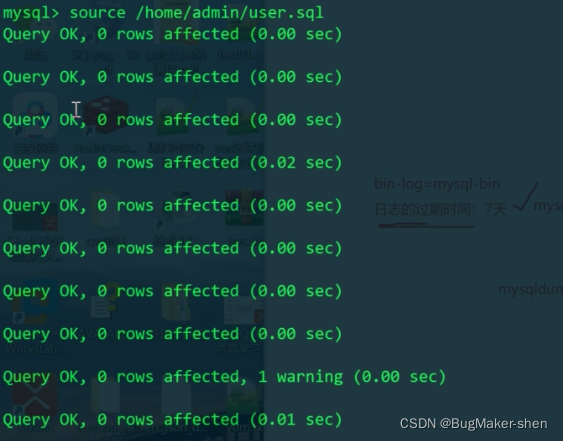 mysql> source /home/admin/user.sql
Query OK, 0 rows affected (0.00 sec)
Query OK, 0 rows affected (0.00 sec)
Query OK, 0 rows affected (0.00 sec)
Query OK, 0 rows affected (0.02 sec)
bin-log=mysql-bin
日志的过期时间：7天
Query OK, 0 rows affected (0.00 sec)
Query OK, 0 rows affected (0.00 sec)
Query OK, 0 rows affected (0.00 sec)
mysqldum
Query OK, 0 rows affected (0.00 sec)
Query OK, 0 rows affected, 1 warning (0.00 sec)
Query OK, 0 rows affected (0.01 sec)
CSDN @BugMaker-shen